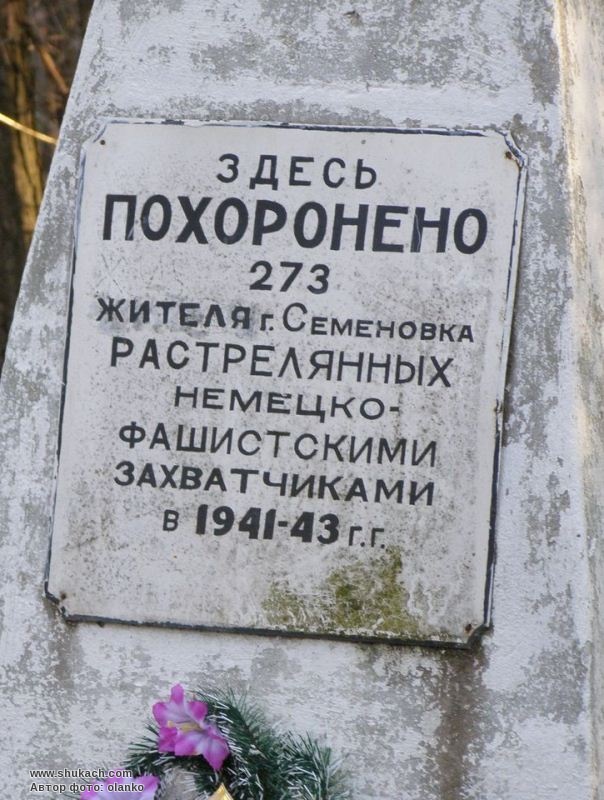 ЗДЕСЬ
ПОХОРОНЕНО
273
ЖИТЕЛЯ г. СЕМЕНОВКА
РАСТРЕЛЯННЫХ
НЕМЕЦКО-
ФАШИСТСКИМИ
ЗАХВАТЧИКАМИ
В 1941-43 г.г.
www.shukach.com
Автор фото: olanko